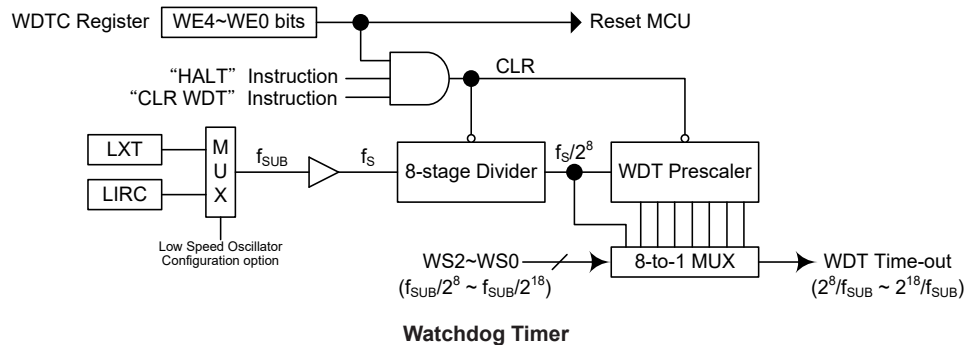 WDTC Register WE4~WE0 bits Reset MCU
CLR
“HALT” Instruction
“CLR WDT” Instruction
LXT
LIRC
M
U
X
fSUB
fS
8-stage Divider
fS/2⁸
WDT Prescaler
Low Speed Oscillator
Configuration option
WS2~WS0
(fSUB/2⁸ ~ fSUB/2¹⁸)
8-to-1 MUX
WDT Time-out
(2⁸/fSUB ~ 2¹⁸/fSUB)
Watchdog Timer